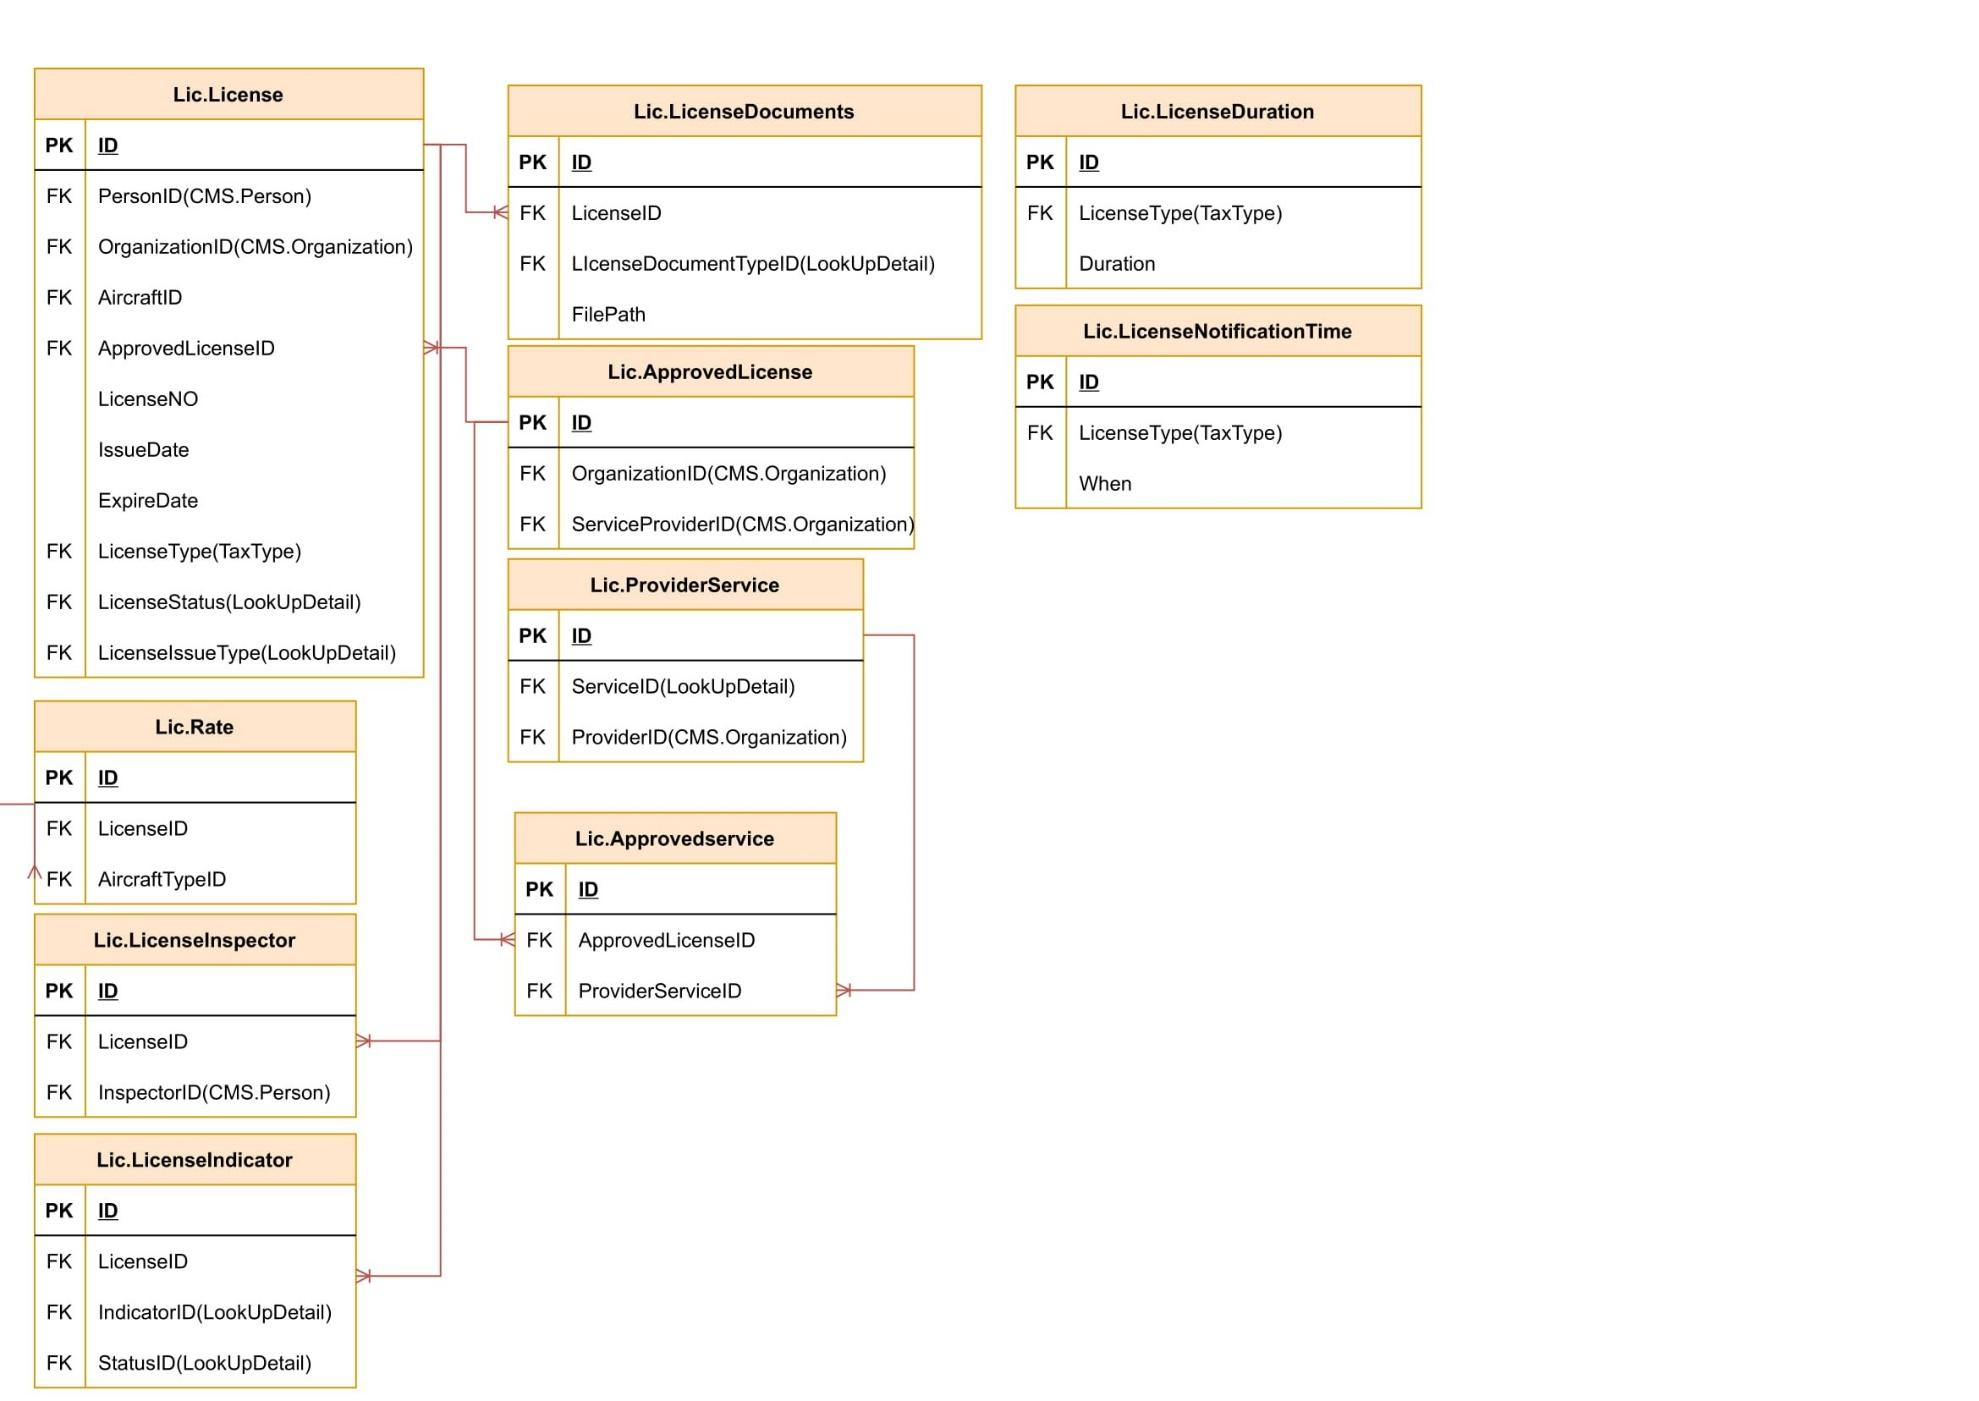 Lic.License
PK ID
FK PersonID(CMS.Person)
FK OrganizationID(CMS.Organization)
FK AircraftID
FK ApprovedLicenseID
LicenseNO
IssueDate
ExpireDate
FK LicenseType(TaxType)
FK LicenseStatus(LookUpDetail)
FK LicenseIssueType(LookUpDetail)
Lic.Rate
PK ID
FK LicenseID
FK AircraftTypeID
Lic.LicenseInspector
PK ID
FK LicenseID
FK InspectorID(CMS.Person)
Lic.LicenseIndicator
PK ID
FK LicenseID
FK IndicatorID(LookUpDetail)
FK StatusID(LookUpDetail)
Lic.LicenseDocuments
PK ID
FK LicenseID
FK LIcenseDocumentTypeID(LookUpDetail)
FilePath
Lic.ApprovedLicense
PK ID
FK OrganizationID(CMS.Organization)
FK ServiceProviderID(CMS.Organization)
Lic.ProviderService
PK ID
FK ServiceID(LookUpDetail)
FK ProviderID(CMS.Organization)
Lic.Approvedservice
PK ID
FK ApprovedLicenseID
FK ProviderServiceID
Lic.LicenseDuration
PK ID
FK LicenseType(TaxType)
Duration
Lic.LicenseNotificationTime
PK ID
FK LicenseType(TaxType)
When